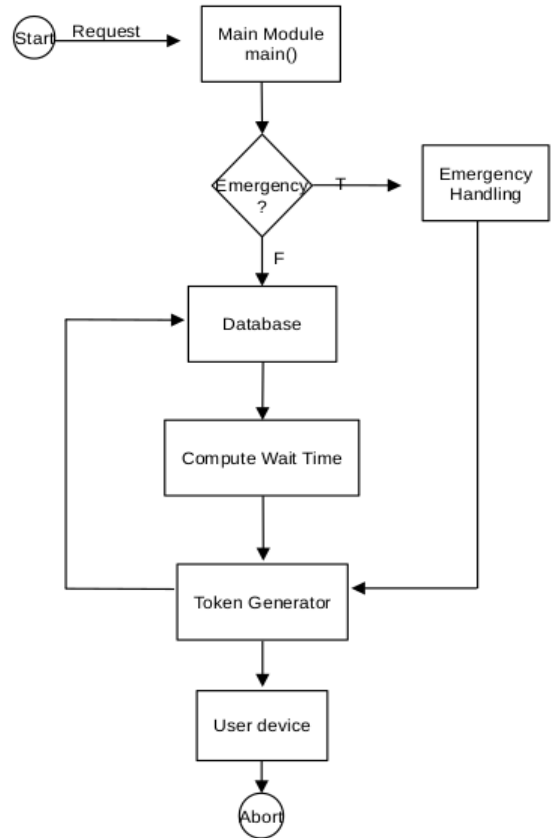 Start
Request
Main Module
main()
Emergency
?
T
Emergency
Handling
F
Database
Compute Wait Time
Token Generator
User device
Abort